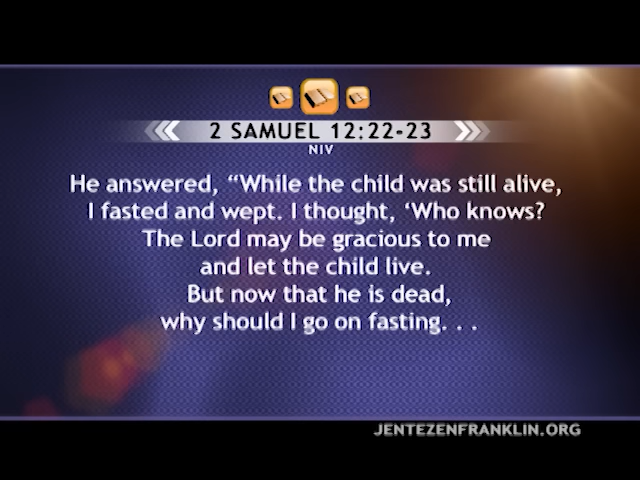 2 SAMUEL 12:22-23
NIV
He answered, “While the child was still alive,
I fasted and wept. I thought, ‘Who knows?
The Lord may be gracious to me
and let the child live.
But now that he is dead,
why should I go on fasting. . .
JENTEZENFRANKLIN.ORG